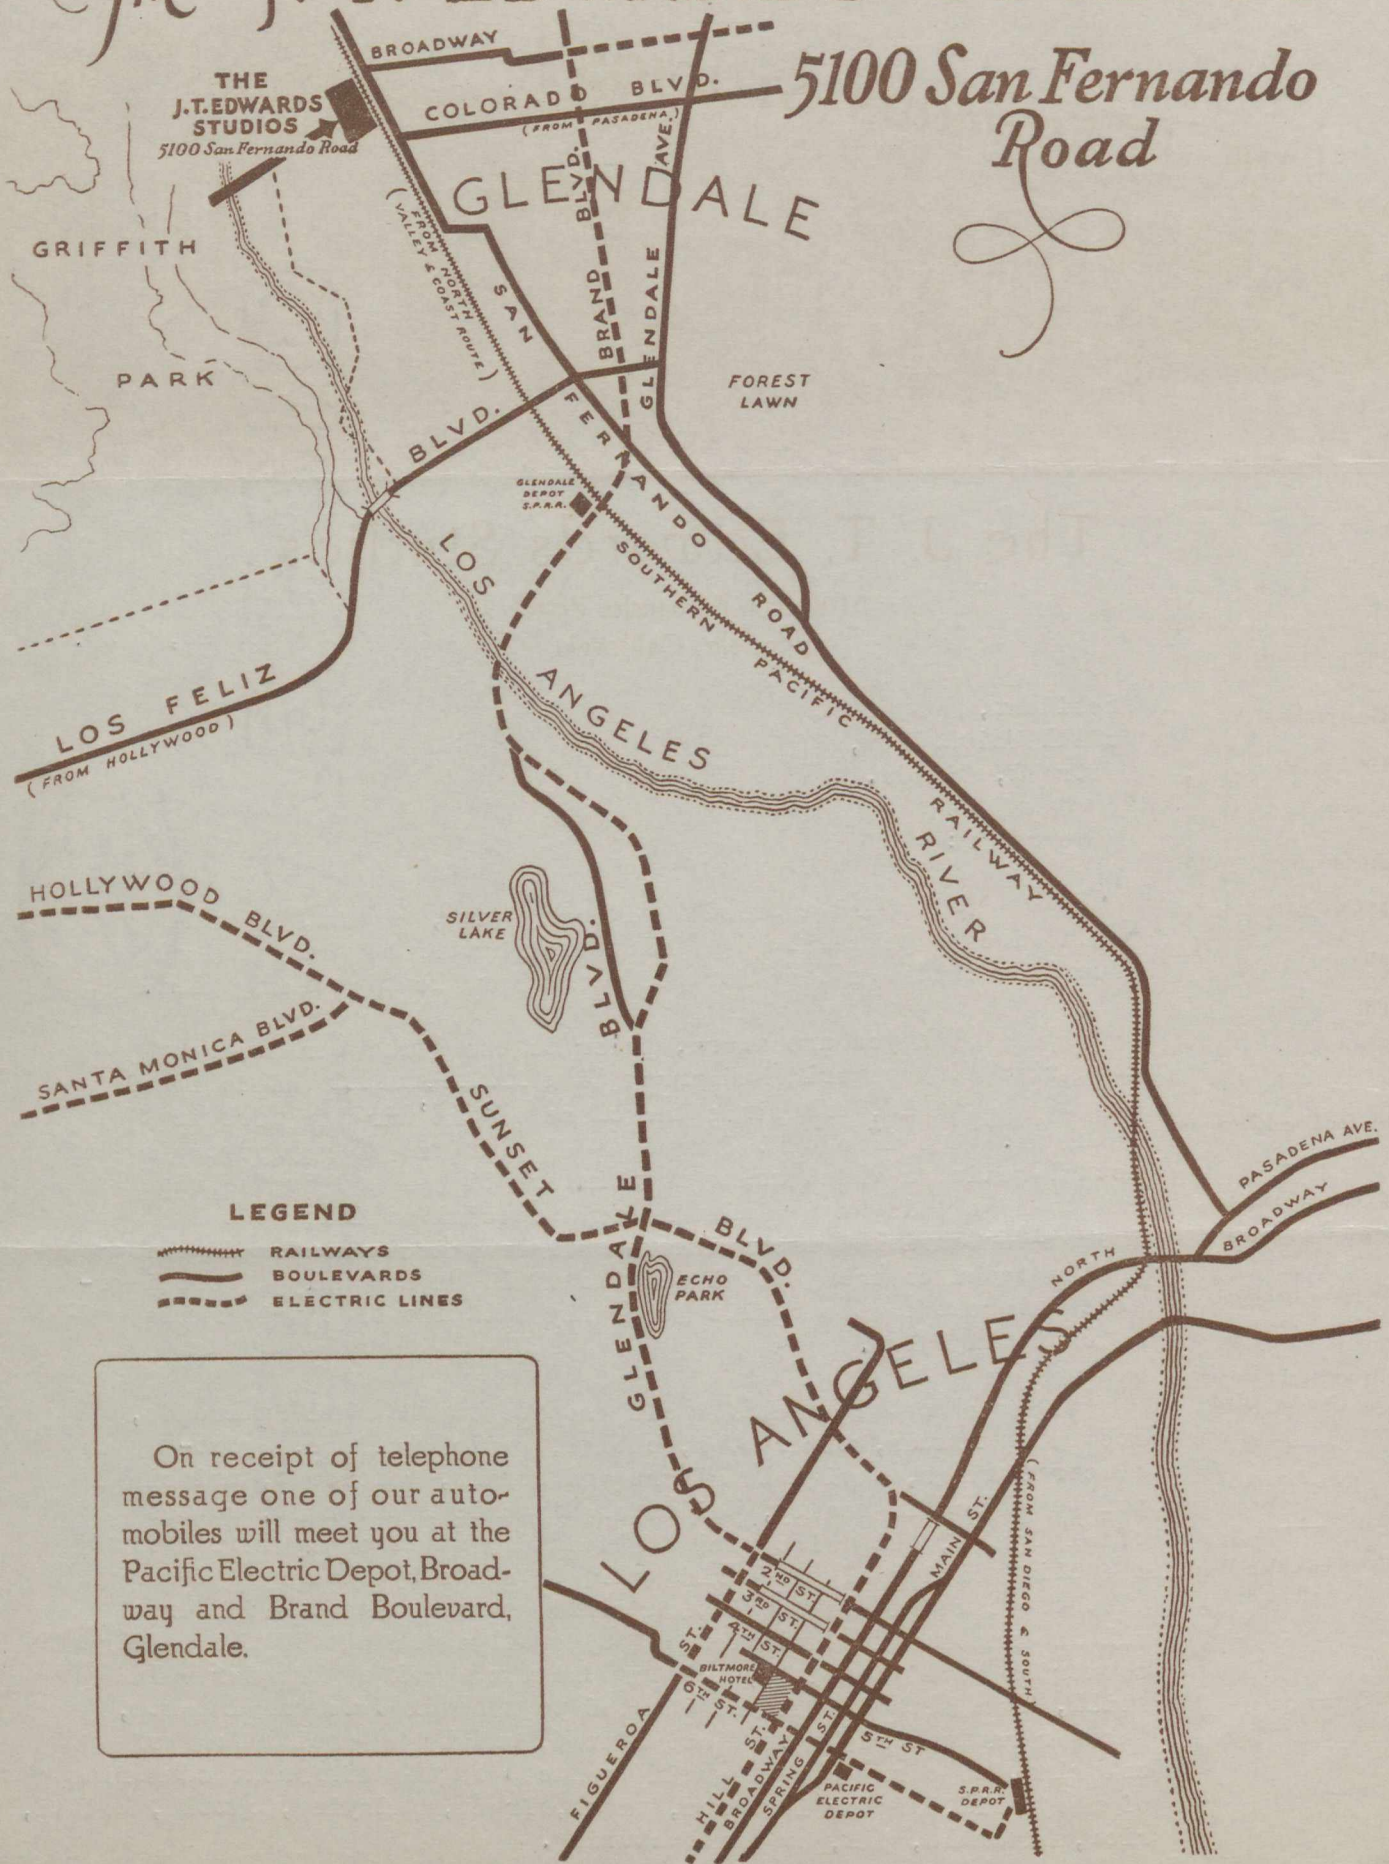 BROADWAY
THE
J.T. EDWARDS
STUDIOS
5100 San Fernando Road
COLORADO BLVD.
(FROM PASADENA)
5100 San Fernando
Road
GLENDALE
BRAND BLVD.
GLENDALE AVE.
(FROM NORTH
VALLEY & COAST ROUTE)
GRIFFITH
PARK
SAN FERNANDO ROAD
FOREST
LAWN
GLENDALE
DEPOT
S.P.R.R.
LOS FELIZ BLVD.
(FROM HOLLYWOOD)
SOUTHERN PACIFIC RAILWAY
LOS ANGELES RIVER
HOLLYWOOD BLVD.
SILVER
LAKE
SANTA MONICA BLVD.
SUNSET BLVD.
GLENDALE BLVD.
ECHO
PARK
PASADENA AVE.
NORTH BROADWAY
LEGEND
RAILWAYS
BOULEVARDS
ELECTRIC LINES
LOS ANGELES
On receipt of telephone
message one of our auto-
mobiles will meet you at the
Pacific Electric Depot, Broad-
way and Brand Boulevard,
Glendale.
MAIN ST.
(FROM SAN DIEGO & SOUTH)
2ND ST.
3RD ST.
4TH ST.
BILTMORE
HOTEL
6TH ST.
5TH ST
FIGUEROA ST.
HILL ST.
BROADWAY
SPRING ST.
PACIFIC
ELECTRIC
DEPOT
S.P.R.R.
DEPOT